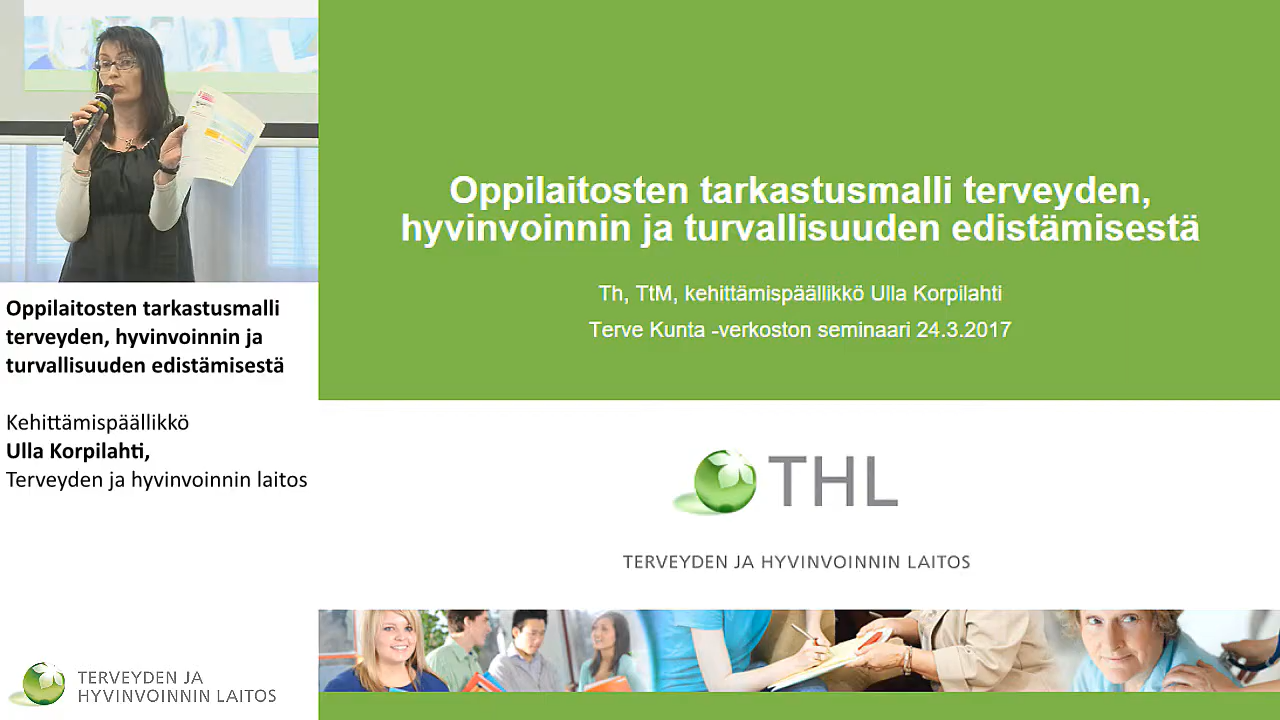 Oppilaitosten tarkastusmalli
terveyden, hyvinvoinnin ja
turvallisuuden edistämisestä
Kehittämispäällikkö
Ulla Korpilahti,
Terveyden ja hyvinvoinnin laitos
TERVEYDEN JA
HYVINVOINNIN LAITOS
Oppilaitosten tarkastusmalli terveyden,
hyvinvoinnin ja turvallisuuden edistämisestä
Th, TtM, kehittämispäällikkö Ulla Korpilahti
Terve Kunta -verkoston seminaari 24.3.2017
THL
TERVEYDEN JA HYVINVOINNIN LAITOS